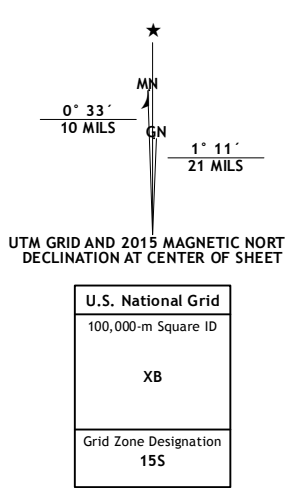 ★
MN
0° 33´
10 MILS
GN
1° 11´
21 MILS
UTM GRID AND 2015 MAGNETIC NORT
DECLINATION AT CENTER OF SHEET
U.S. National Grid
100,000-m Square ID
XB
Grid Zone Designation
15S